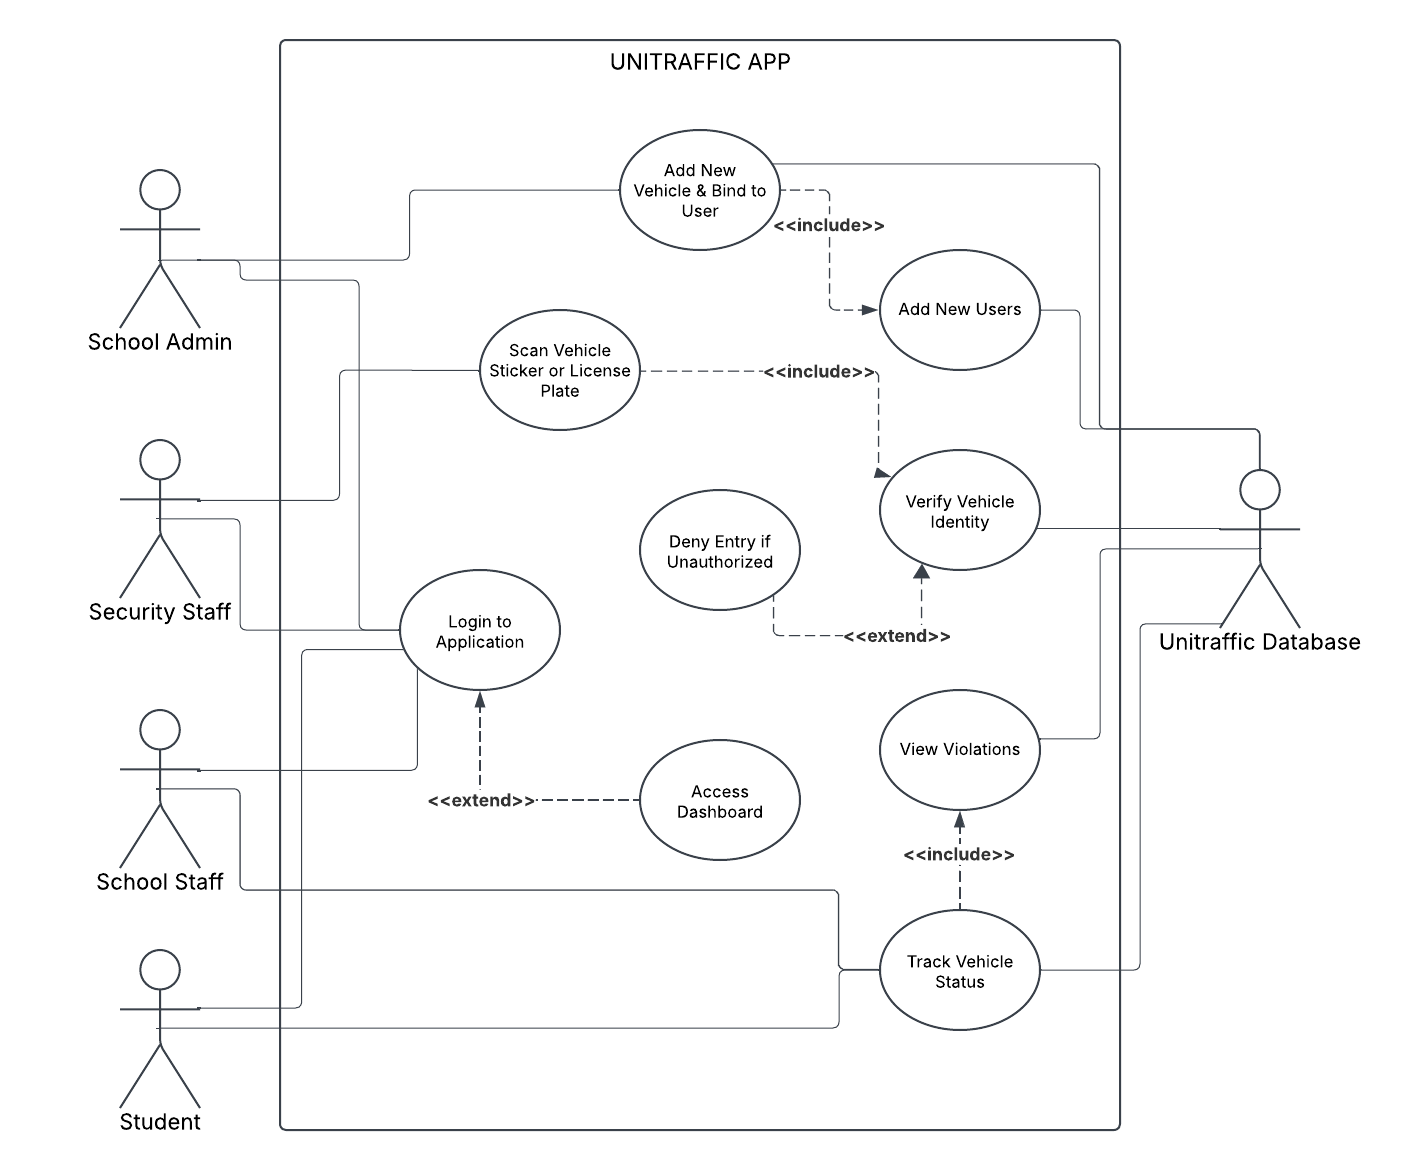 UNITRAFFIC APP
Add New
Vehicle & Bind to
User
<<include>>
Add New Users
School Admin
Scan Vehicle
Sticker or License
Plate
<<include>>
Verify Vehicle
Identity
Deny Entry if
Unauthorized
<<extend>>
Security Staff
Login to
Application
Unitraffic Database
View Violations
<<extend>>
Access
Dashboard
<<include>>
School Staff
Track Vehicle
Status
Student